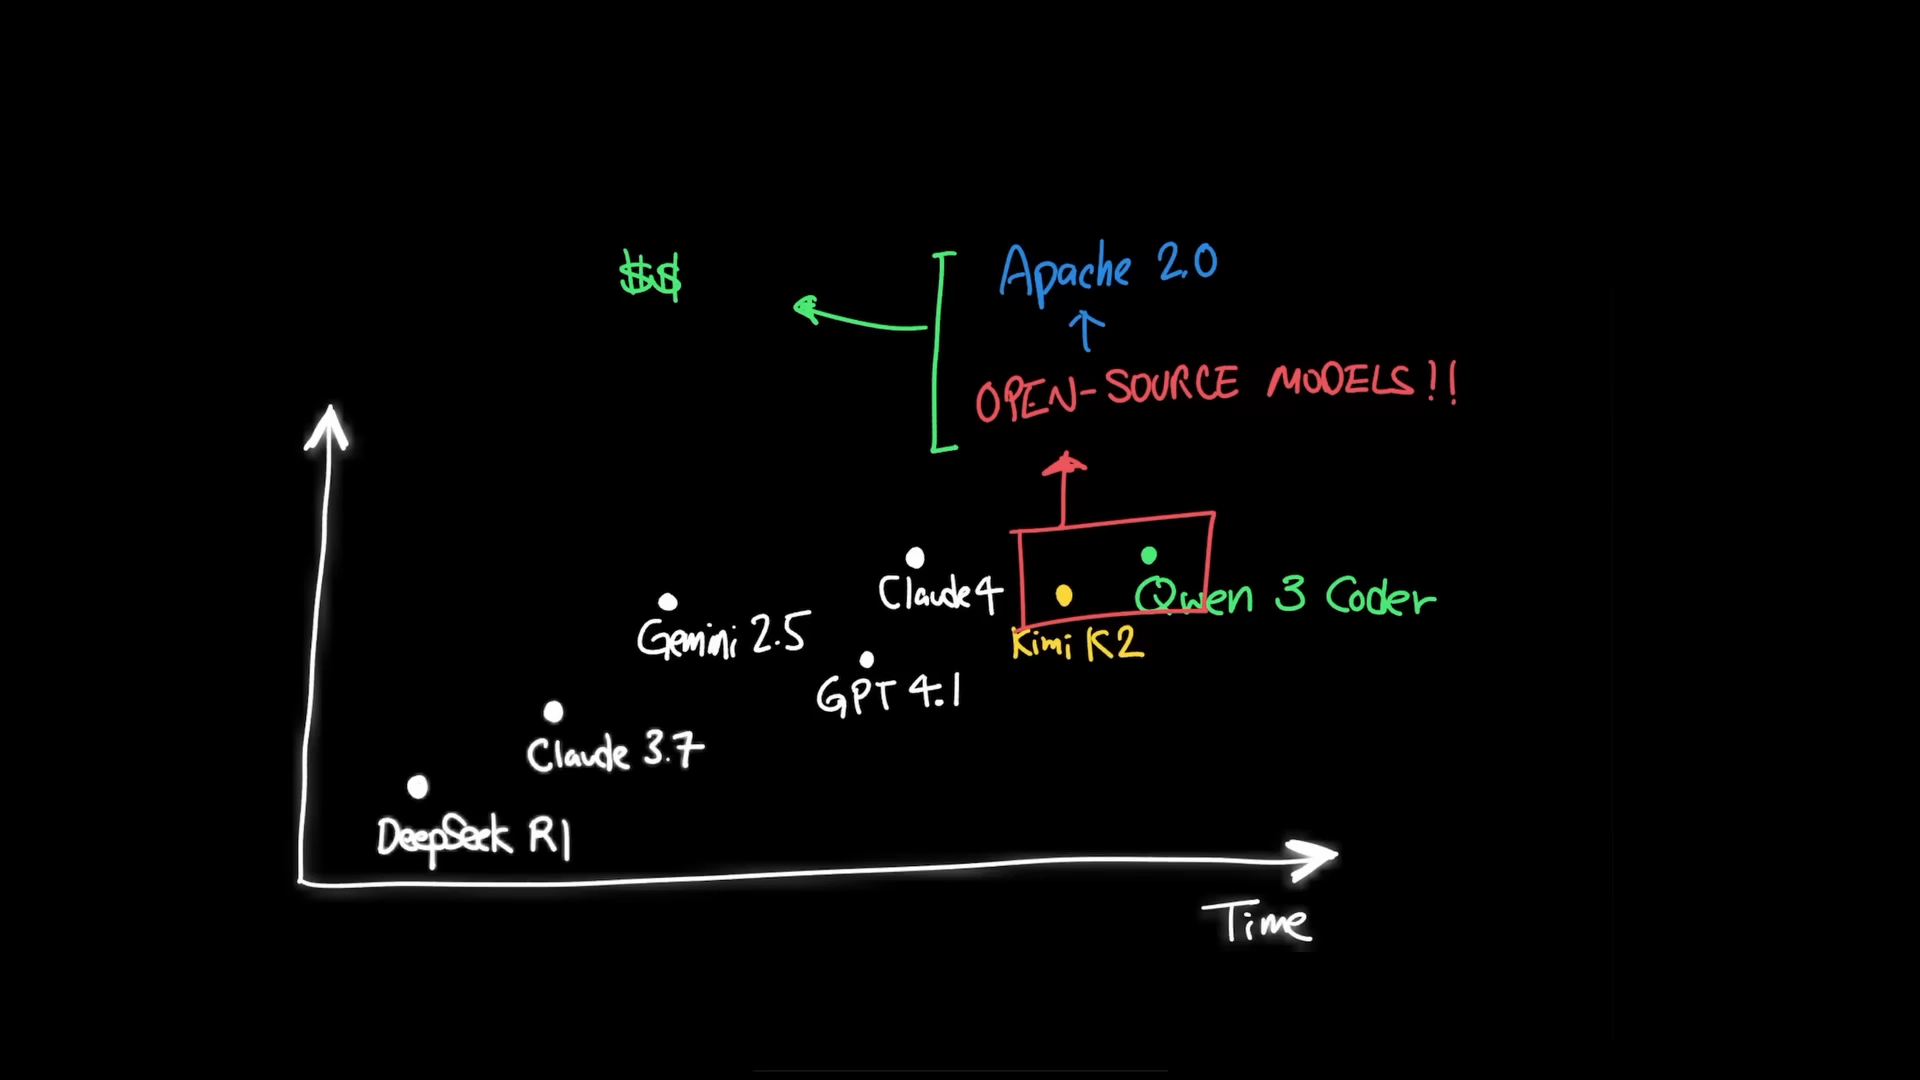 $$
Apache 2.0
OPEN-SOURCE MODELS!!
Claude 4
Qwen 3 Coder
Gemini 2.5
Kimi K2
GPT 4.1
Claude 3.7
DeepSeek R1
Time